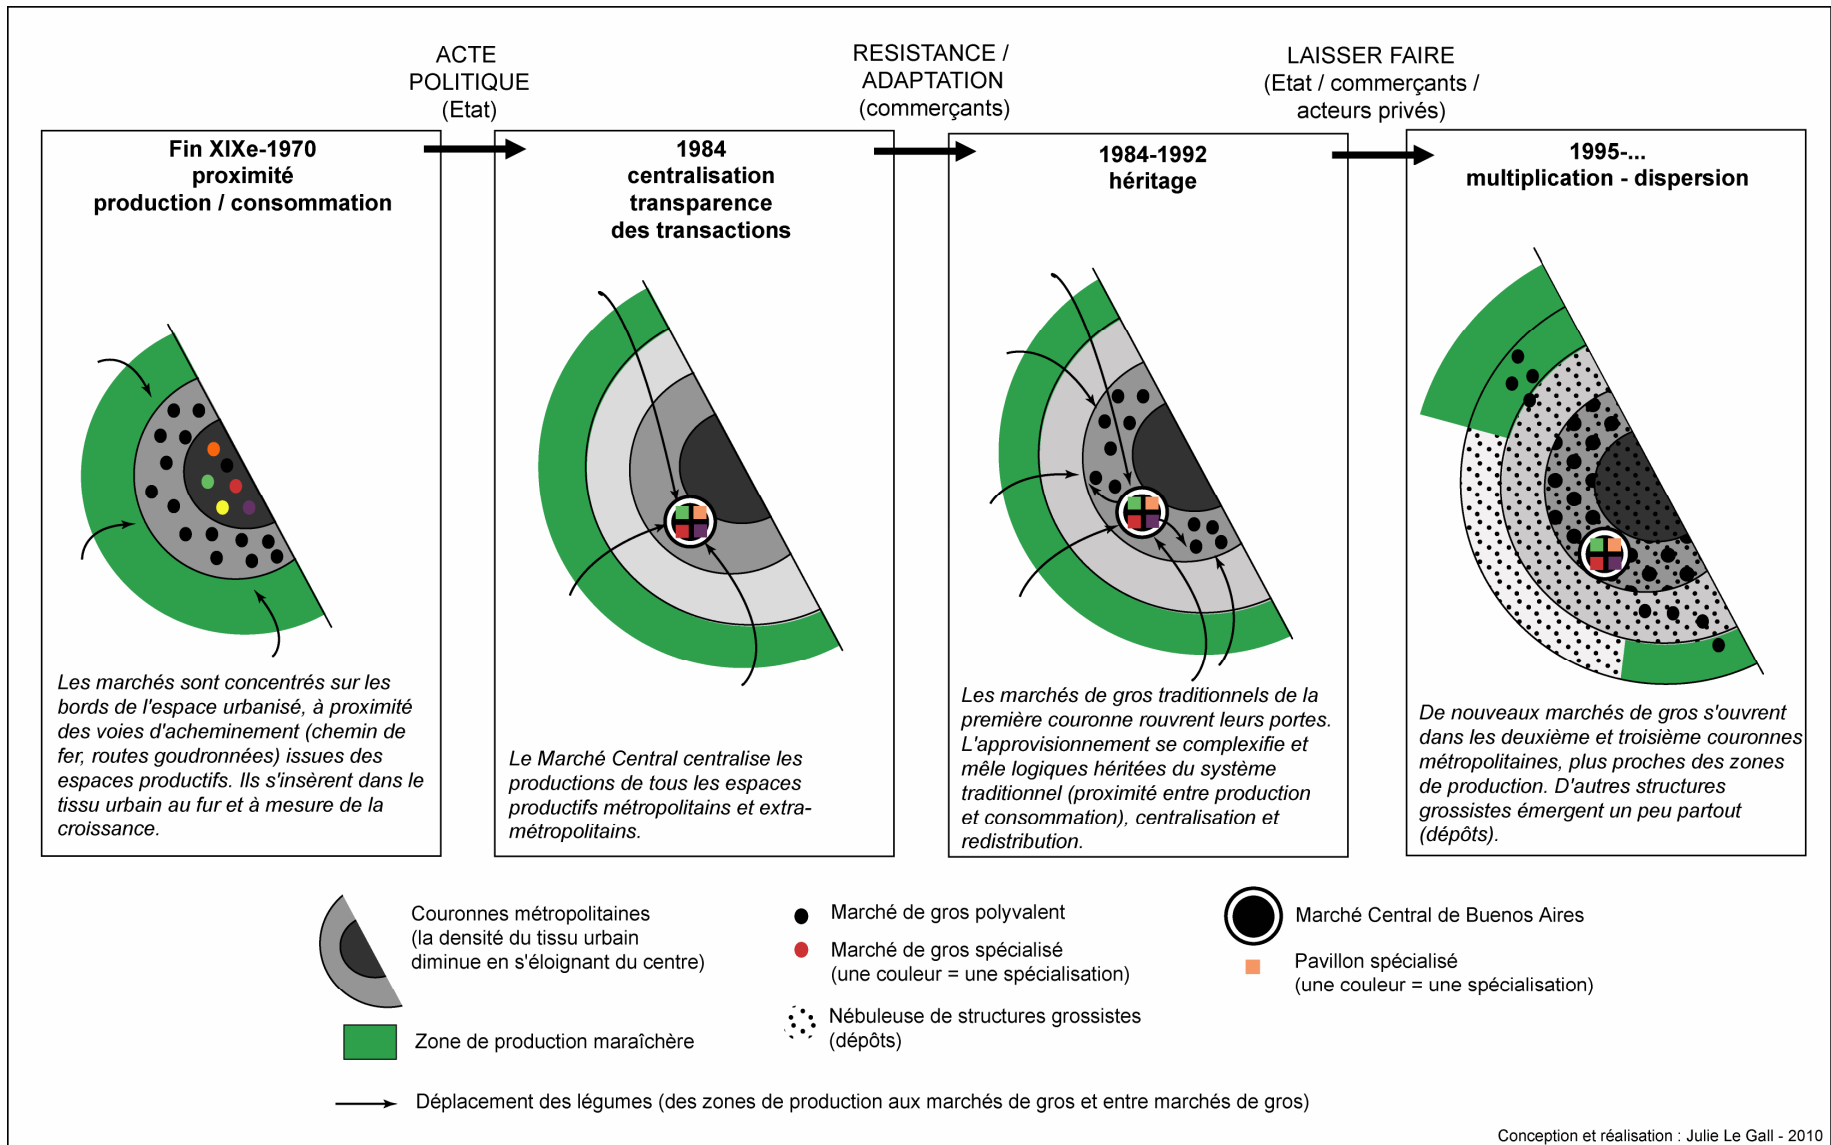 ACTE
POLITIQUE
(Etat)
RESISTANCE /
ADAPTATION
(commerçants)
LAISSER FAIRE
(Etat / commerçants /
acteurs privés)
Fin XIXe-1970
proximité
production / consommation
Les marchés sont concentrés sur les
bords de l'espace urbanisé, à proximité
des voies d'acheminement (chemin de
fer, routes goudronnées) issues des
espaces productifs. Ils s'insèrent dans le
tissu urbain au fur et à mesure de la
croissance.
1984
centralisation
transparence
des transactions
Le Marché Central centralise les
productions de tous les espaces
productifs métropolitains et extra-
métropolitains.
1984-1992
héritage
Les marchés de gros traditionnels de la
première couronne rouvrent leurs portes.
L'approvisionnement se complexifie et
mêle logiques héritées du système
traditionnel (proximité entre production
et consommation), centralisation et
redistribution.
1995-...
multiplication - dispersion
De nouveaux marchés de gros s'ouvrent
dans les deuxième et troisième couronnes
métropolitaines, plus proches des zones
de production. D'autres structures
grossistes émergent un peu partout
(dépôts).
Couronnes métropolitaines
(la densité du tissu urbain
diminue en s'éloignant du centre)
Zone de production maraîchère
Déplacement des légumes (des zones de production aux marchés de gros et entre marchés de gros)
Marché de gros polyvalent
Marché de gros spécialisé
(une couleur = une spécialisation)
Nébuleuse de structures grossistes
(dépôts)
Marché Central de Buenos Aires
Pavillon spécialisé
(une couleur = une spécialisation)
Conception et réalisation : Julie Le Gall - 2010